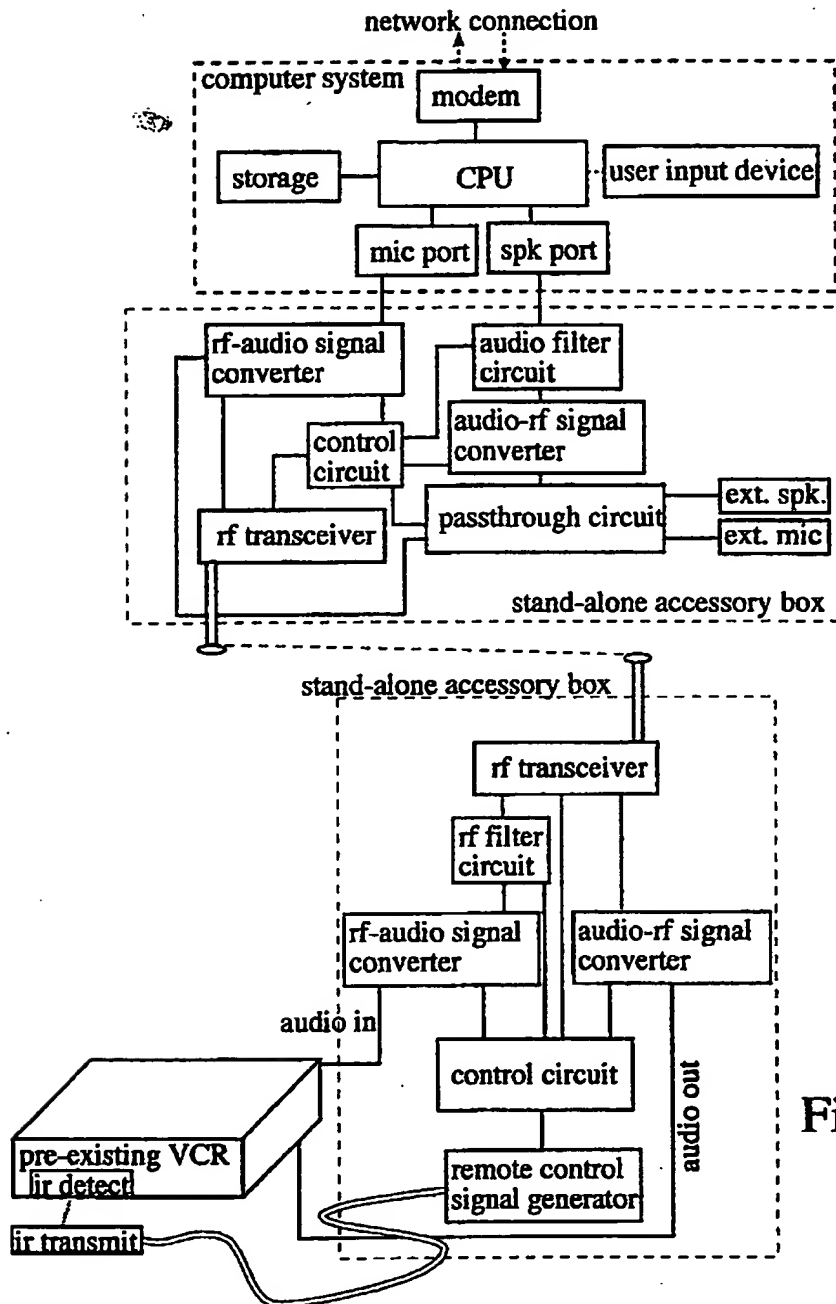 network connection
computer system
modem
storage
CPU
user input device
mic port
spk port
rf-audio signal
converter
audio filter
circuit
control
circuit
audio-rf signal
converter
rf transceiver
passthrough circuit
ext. spk.
ext. mic
stand-alone accessory box
stand-alone accessory box
rf transceiver
rf filter
circuit
rf-audio signal
converter
audio-rf signal
converter
audio in
control circuit
audio out
pre-existing VCR
ir detect
ir transmit
remote control
signal generator